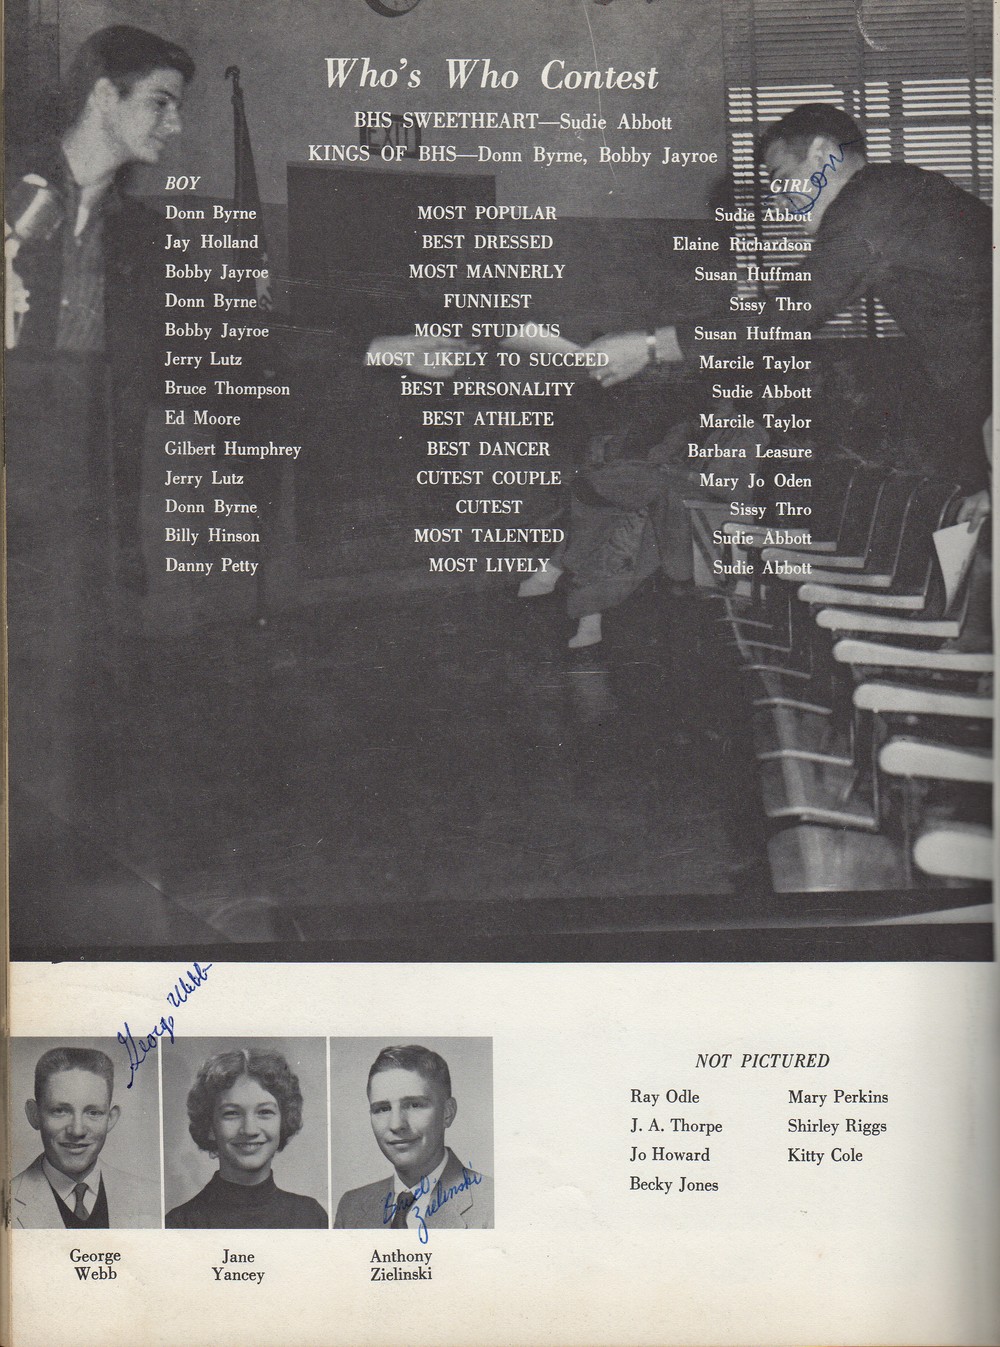 Who's Who Contest
BHS SWEETHEART—Sudie Abbott
KINGS OF BHS—Donn Byrne, Bobby Jayroe
BOY GIRL
Donn
Donn Byrne MOST POPULAR Sudie Abbott
Jay Holland BEST DRESSED Elaine Richardson
Bobby Jayroe MOST MANNERLY Susan Huffman
Donn Byrne FUNNIEST Sissy Thro
Bobby Jayroe MOST STUDIOUS Susan Huffman
Jerry Lutz MOST LIKELY TO SUCCEED Marcile Taylor
Bruce Thompson BEST PERSONALITY Sudie Abbott
Ed Moore BEST ATHLETE Marcile Taylor
Gilbert Humphrey BEST DANCER Barbara Leasure
Jerry Lutz CUTEST COUPLE Mary Jo Oden
Donn Byrne CUTEST Sissy Thro
Billy Hinson MOST TALENTED Sudie Abbott
Danny Petty MOST LIVELY Sudie Abbott
George Webb
Zielinski
George
Webb
Jane
Yancey
Anthony
Zielinski
NOT PICTURED
Ray Odle Mary Perkins
J. A. Thorpe Shirley Riggs
Jo Howard Kitty Cole
Becky Jones